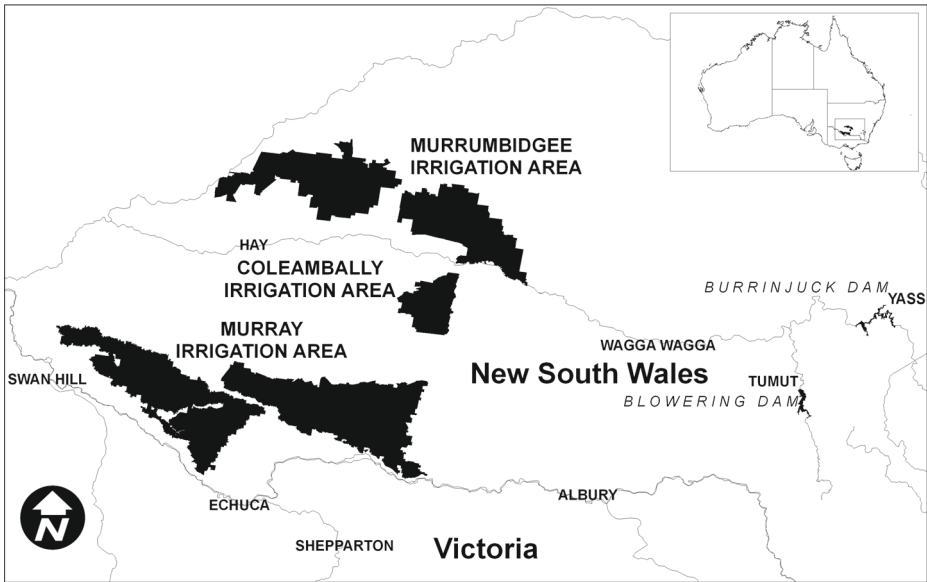 MURRUMBIDGEE
IRRIGATION AREA
HAY
COLEAMBALLY
IRRIGATION AREA
BURRINJUCK DAM
YASS
MURRAY
IRRIGATION AREA
WAGGA WAGGA
SWAN HILL
New South Wales
TUMUT
BLOWERING DAM
ECHUCA
ALBURY
N
SHEPPARTON
Victoria